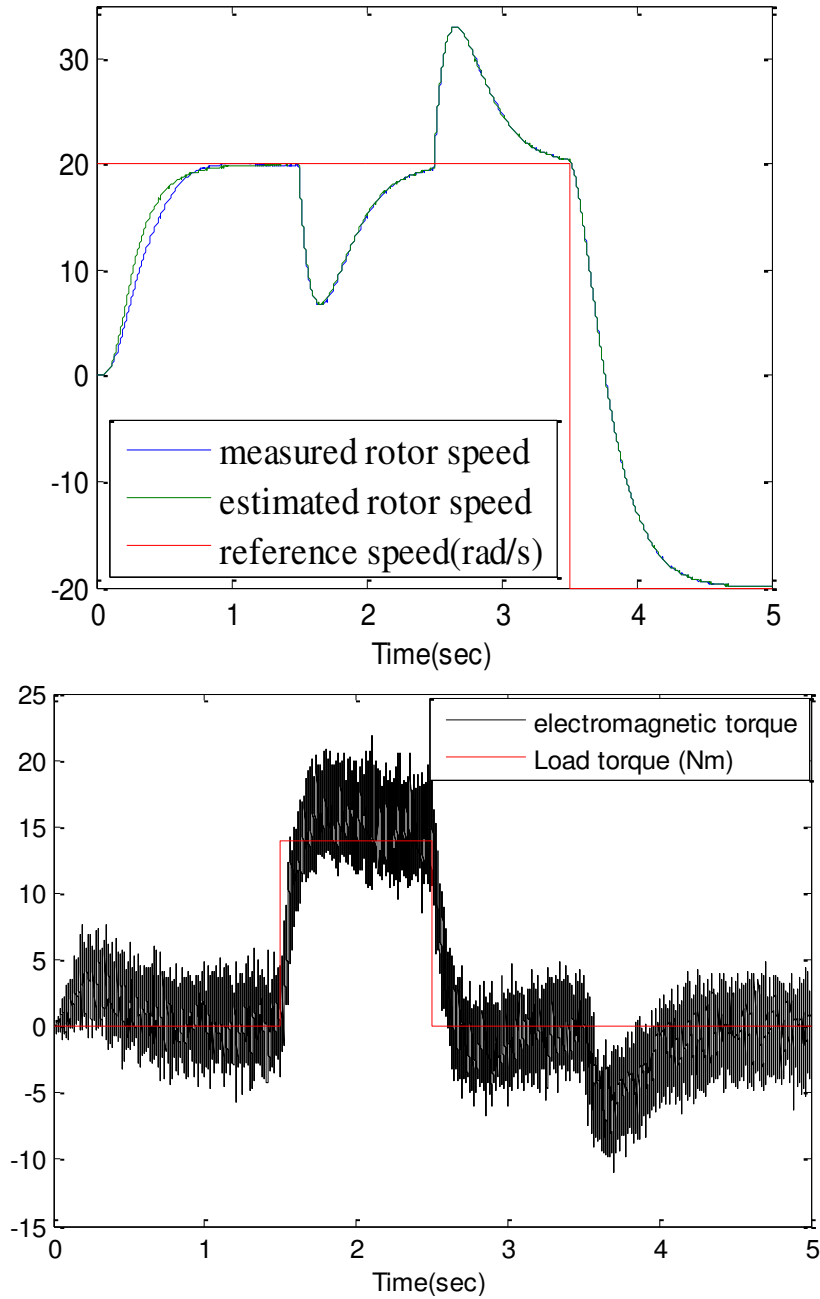 30
20
10
0
-10
-20
measured rotor speed
estimated rotor speed
reference speed(rad/s)
0 1 2 3 4 5
Time(sec)
25
20
15
10
5
0
-5
-10
-15
electromagnetic torque
Load torque (Nm)
0 1 2 3 4 5
Time(sec)